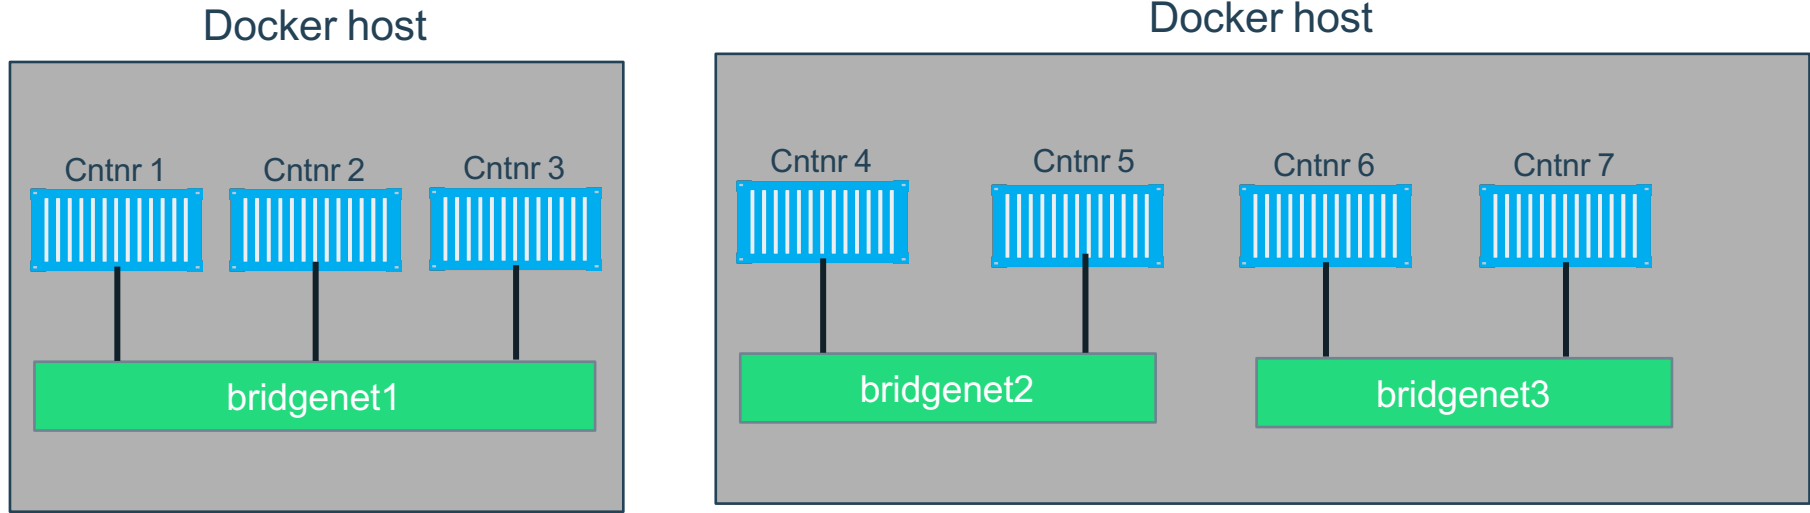 Docker host
Cntnr 1
Cntnr 2
Cntnr 3
bridgenet1
Docker host
Cntnr 4
Cntnr 5
Cntnr 6
Cntnr 7
bridgenet2
bridgenet3